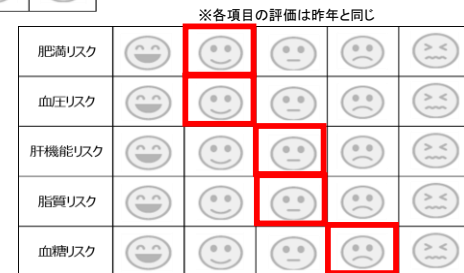 ※各項目の評価は昨年と同じ
肥満リスク
血圧リスク
肝機能リスク
脂質リスク
血糖リスク